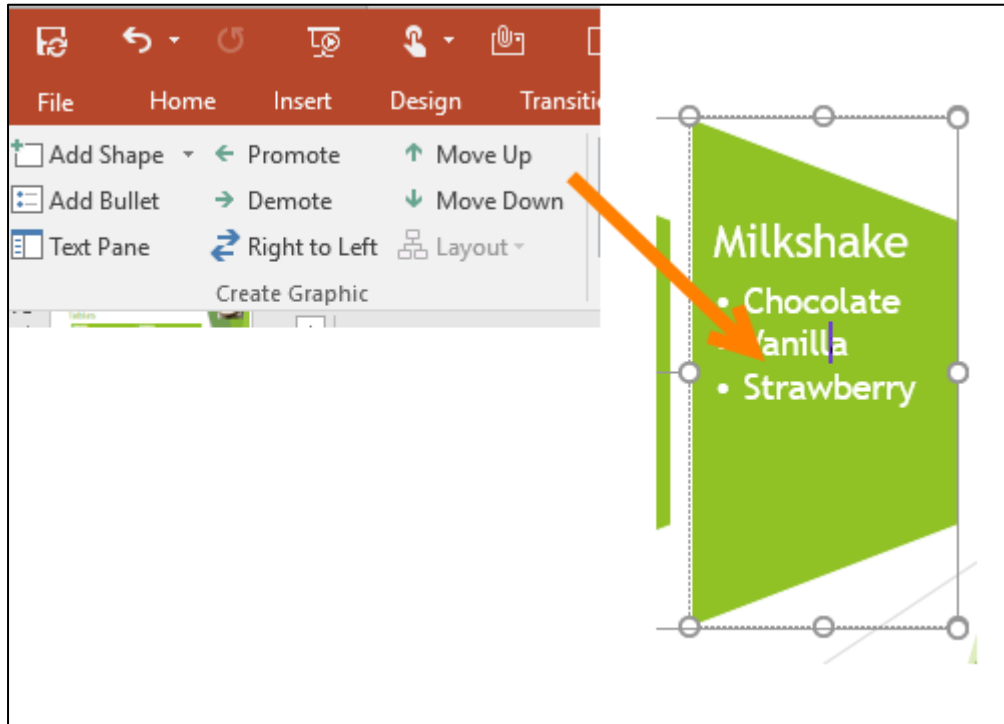 File Home Insert Design Transiti
Add Shape Promote Move Up
Add Bullet Demote Move Down
Text Pane Right to Left Layout
Create Graphic
Tables
Milkshake
• Chocolate
• Vanilla
• Strawberry